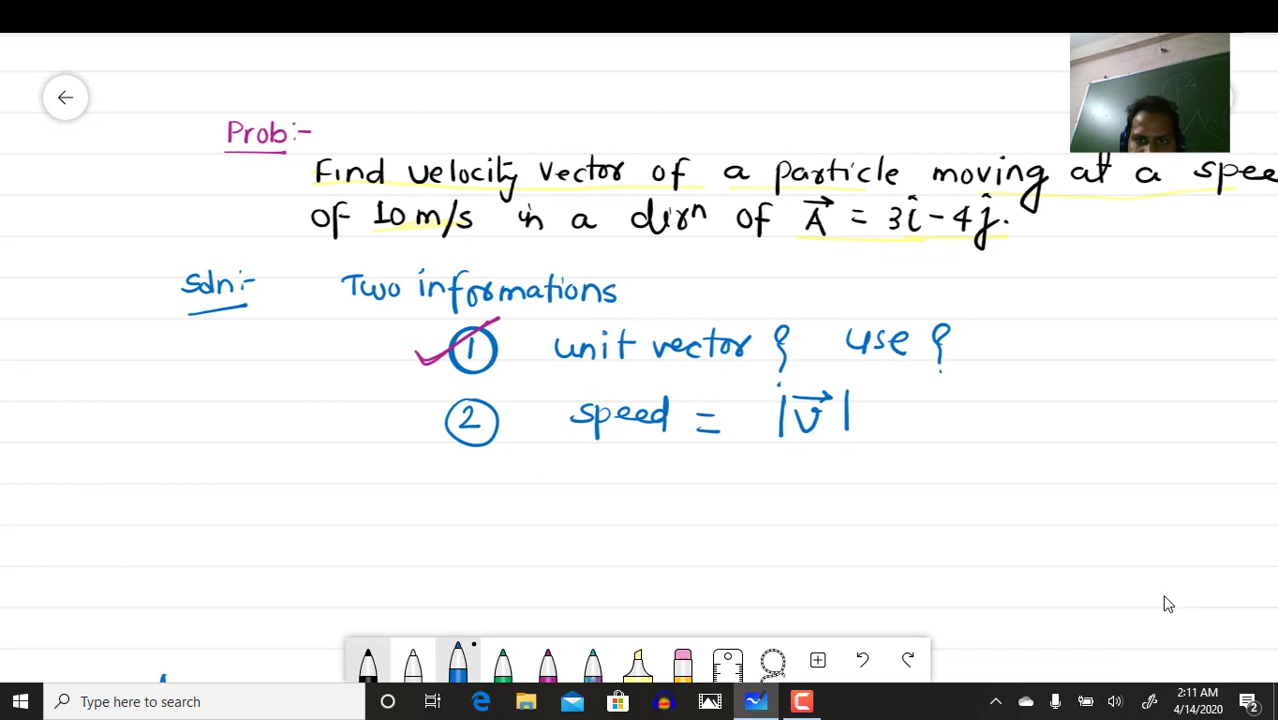 Prob:-
Find velocity vector of a particle moving at a spee
of 10 m/s in a dirⁿ of A⃗ = 3î - 4ĵ.
Soln:- Two informations
① unit vector { use {
② speed = |v⃗|
Type here to search
2:11 AM
4/14/2020
2